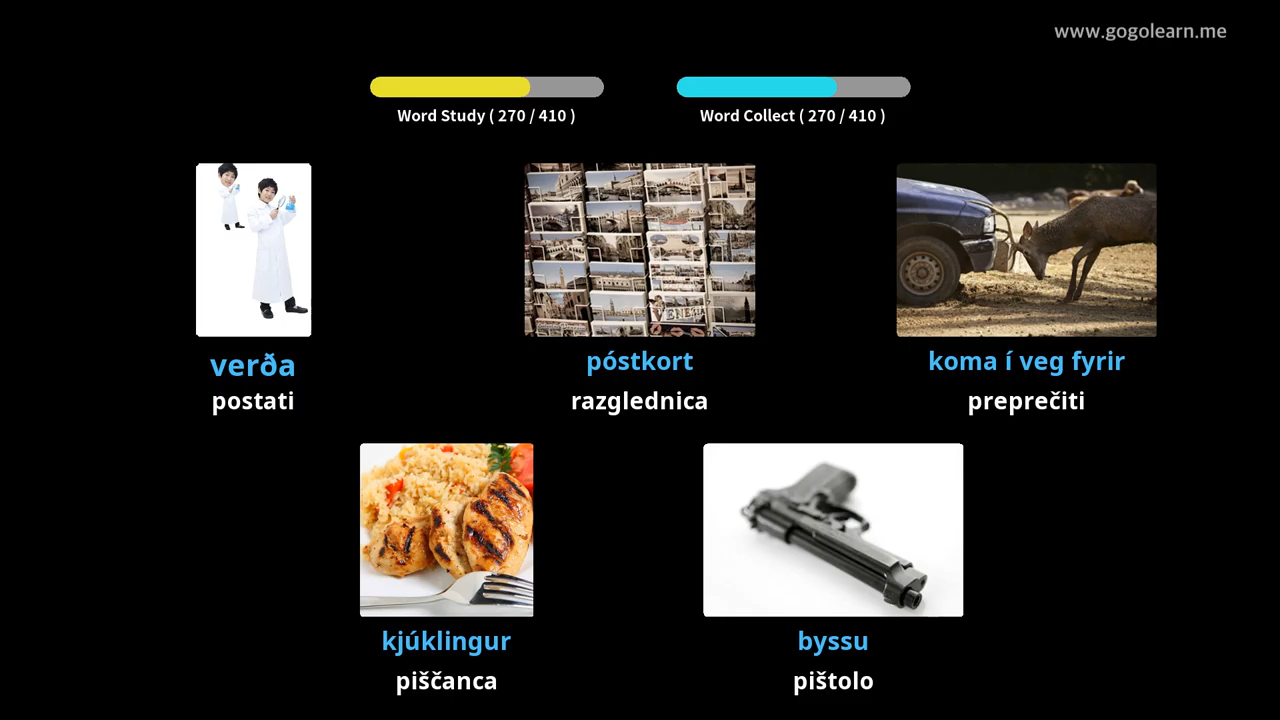 www.gogolearn.me
Word Study ( 270 / 410 )
Word Collect ( 270 / 410 )
verða
postati
póstkort
razglednica
VENE
koma í veg fyrir
preprečiti
kjúklingur
piščanca
byssu
pištolo